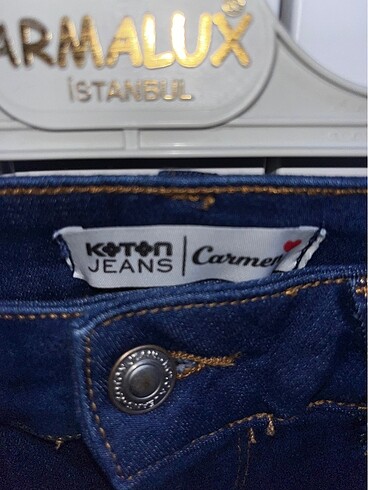 ARMALUX
İSTANBUL
KOTON
JEANS
Carmen